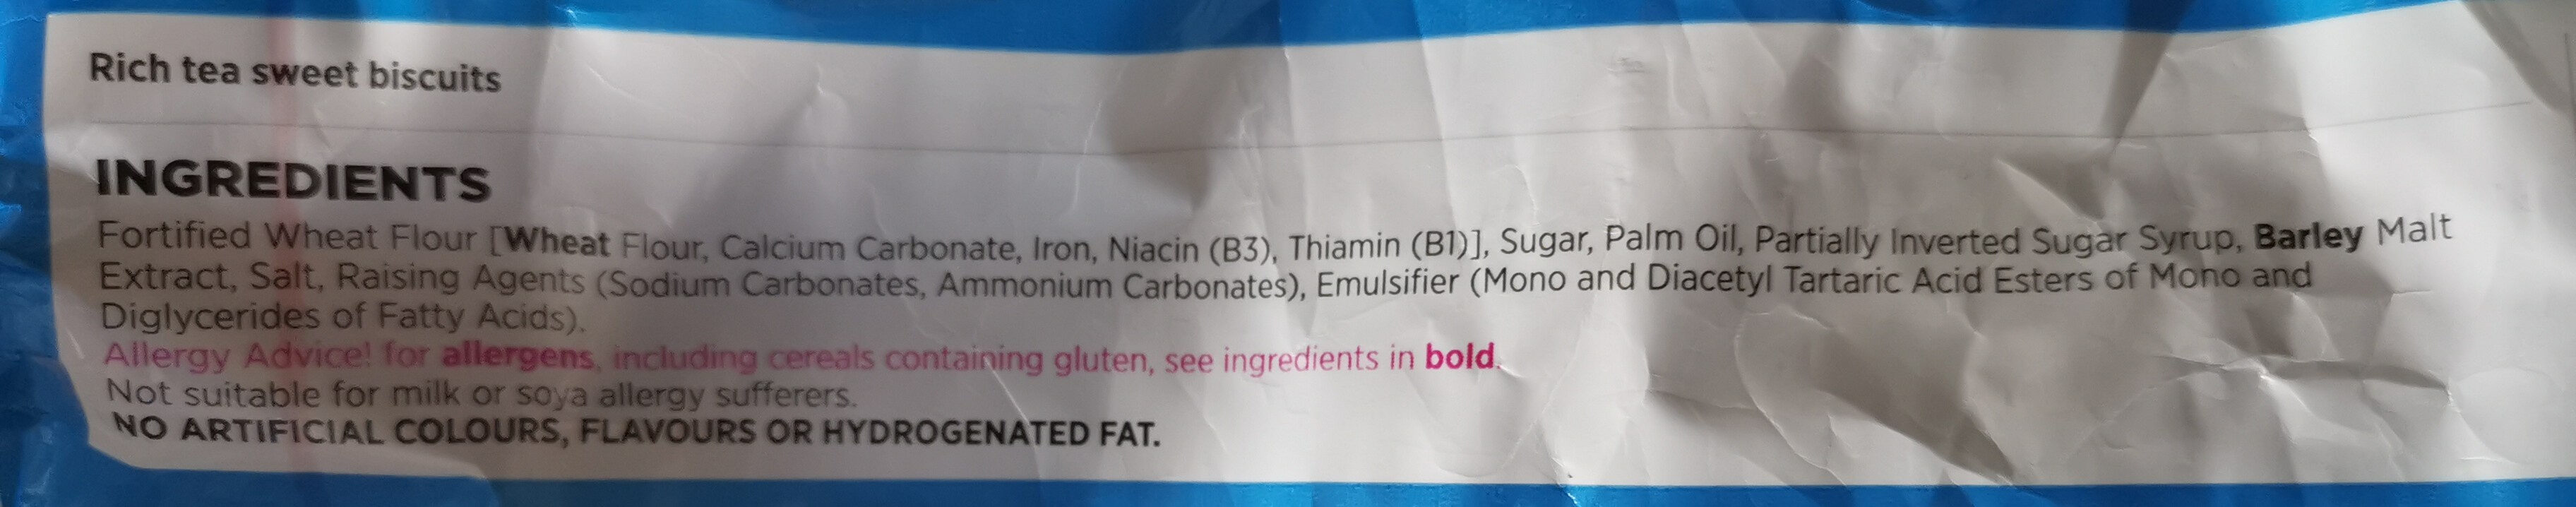 Rich tea sweet biscuits
INGREDIENTS
Fortified Wheat Flour [Wheat Flour, Calcium Carbonate, Iron, Niacin (B3), Thiamin (B1)], Sugar, Palm Oil, Partially Inverted Sugar Syrup, Barley Malt
Extract, Salt, Raising Agents (Sodium Carbonates, Ammonium Carbonates), Emulsifier (Mono and Diacetyl Tartaric Acid Esters of Mono and
Diglycerides of Fatty Acids).
Allergy Advice! for allergens, including cereals containing gluten, see ingredients in bold.
Not suitable for milk or soya allergy sufferers.
NO ARTIFICIAL COLOURS, FLAVOURS OR HYDROGENATED FAT.